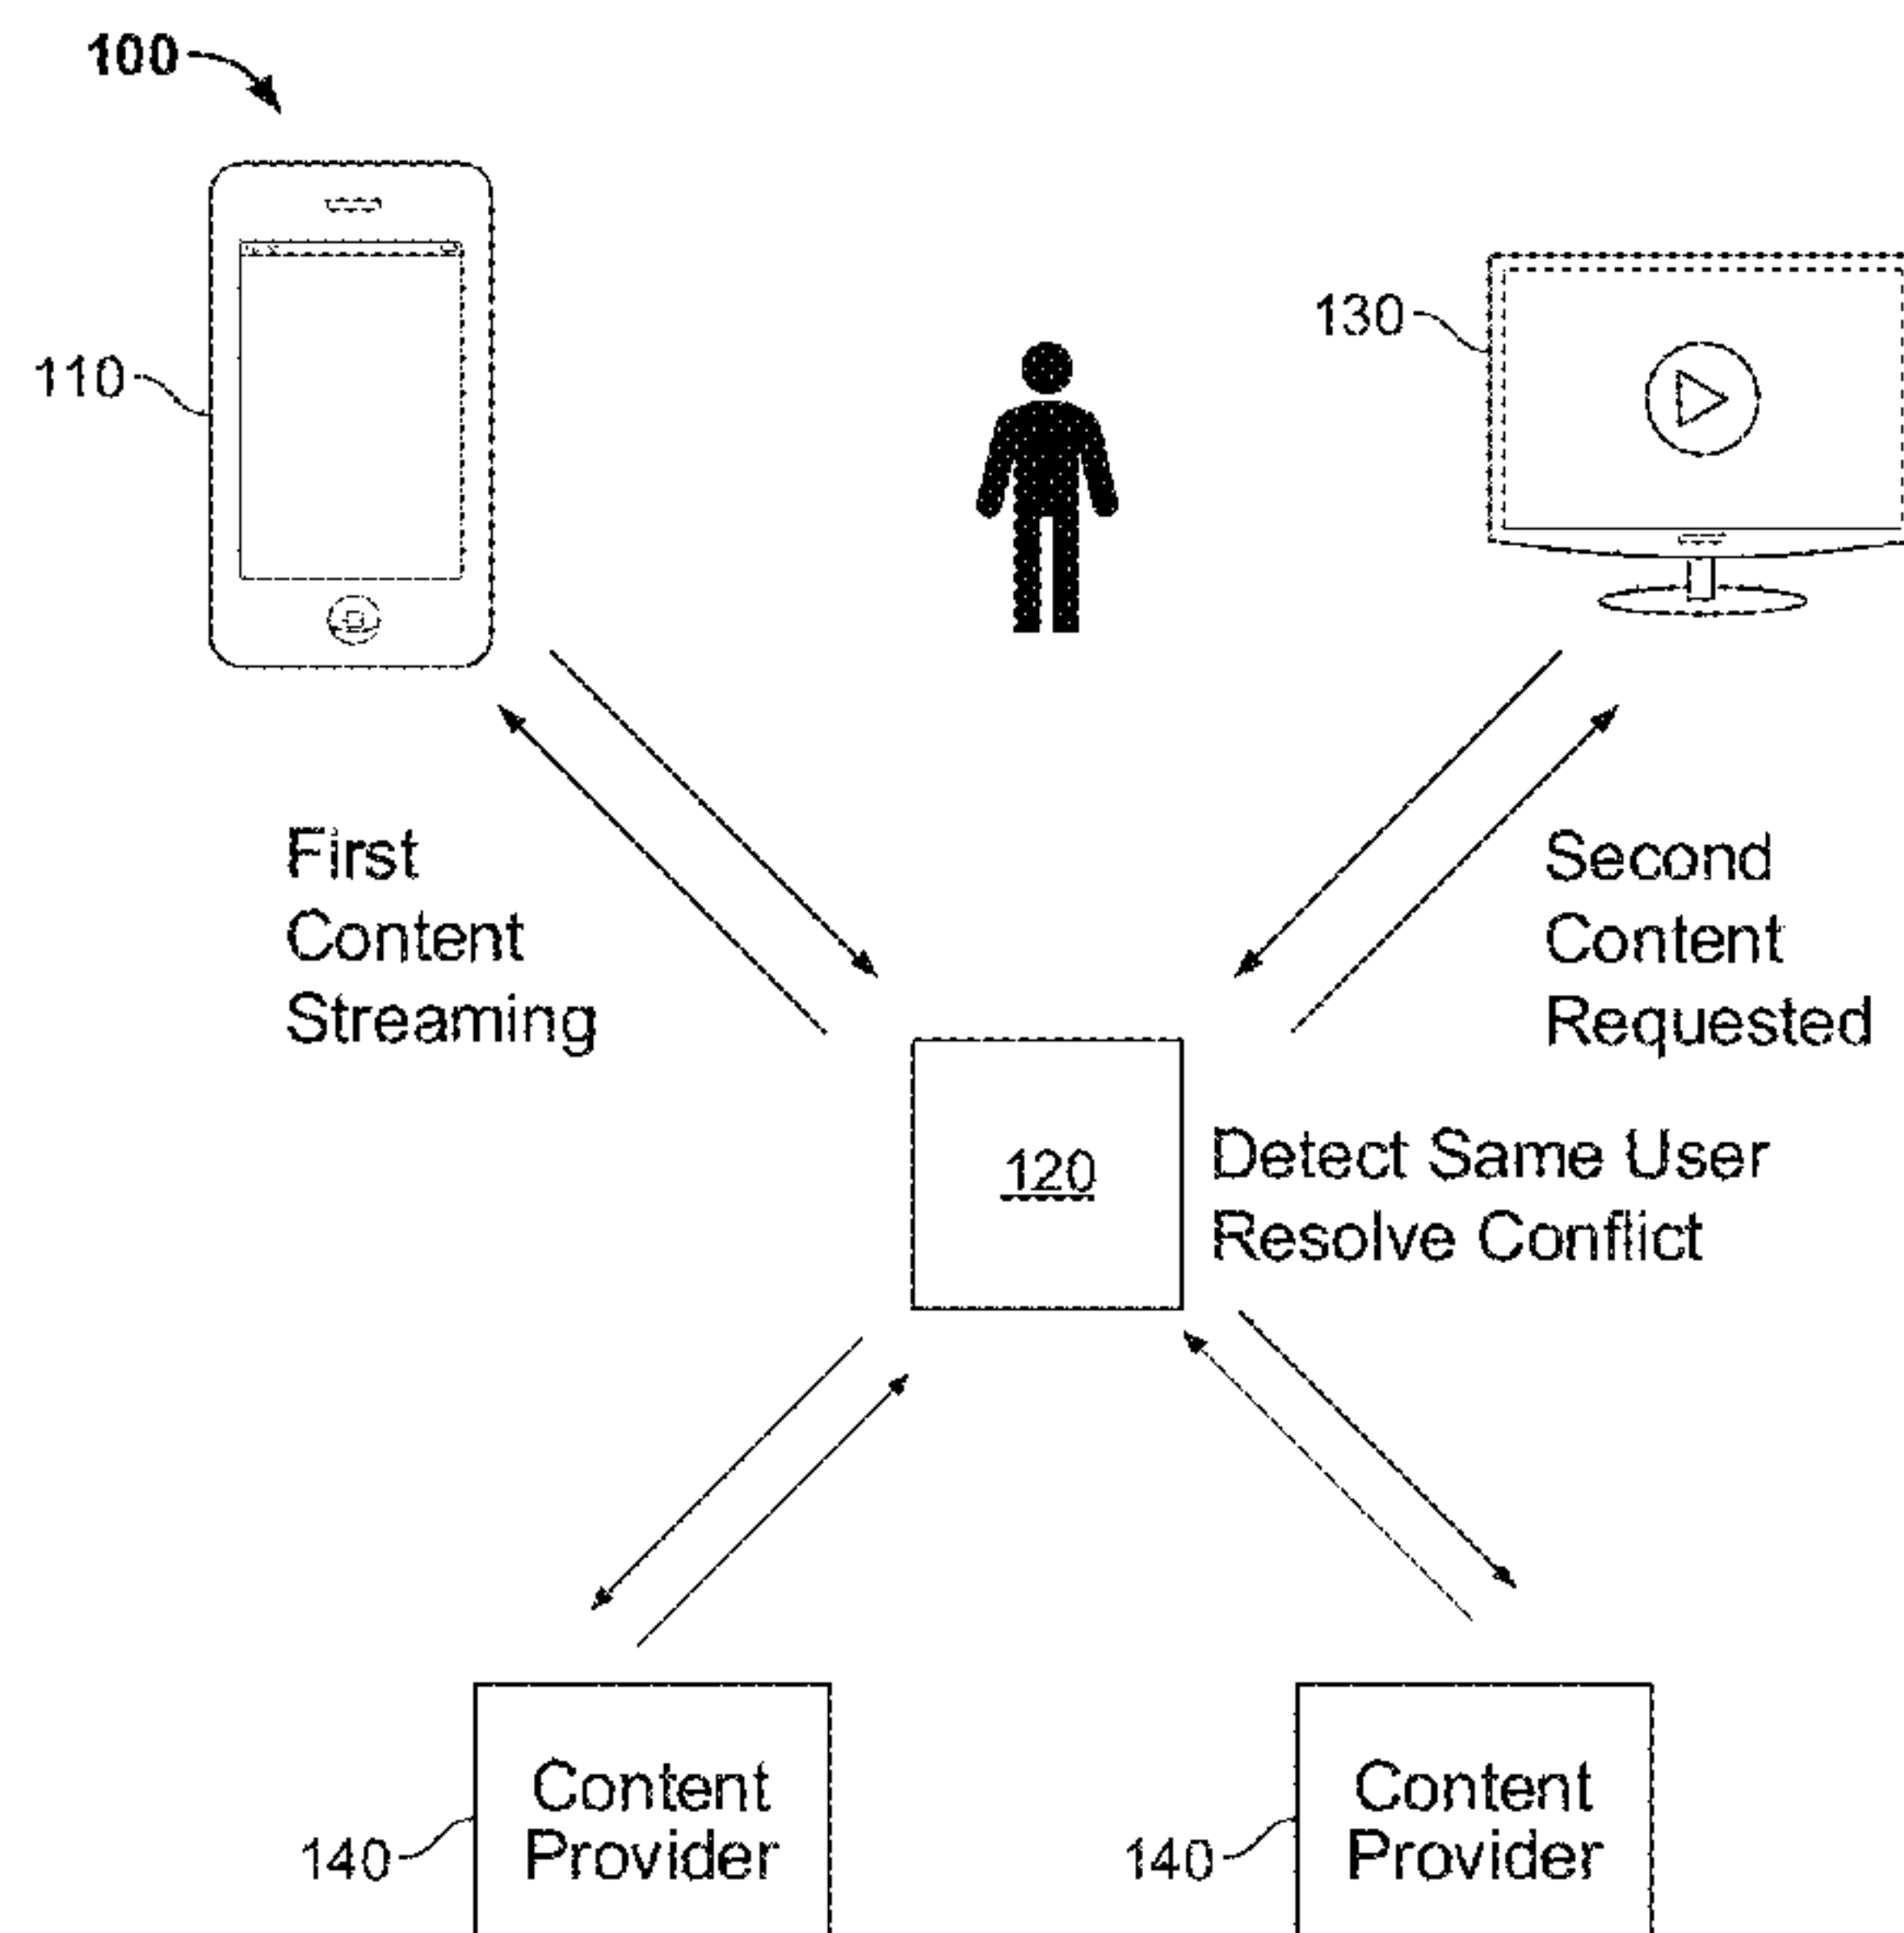 100
110
130
First
Content
Streaming
Second
Content
Requested
120
Detect Same User
Resolve Conflict
Content
Provider
140
Content
Provider
140